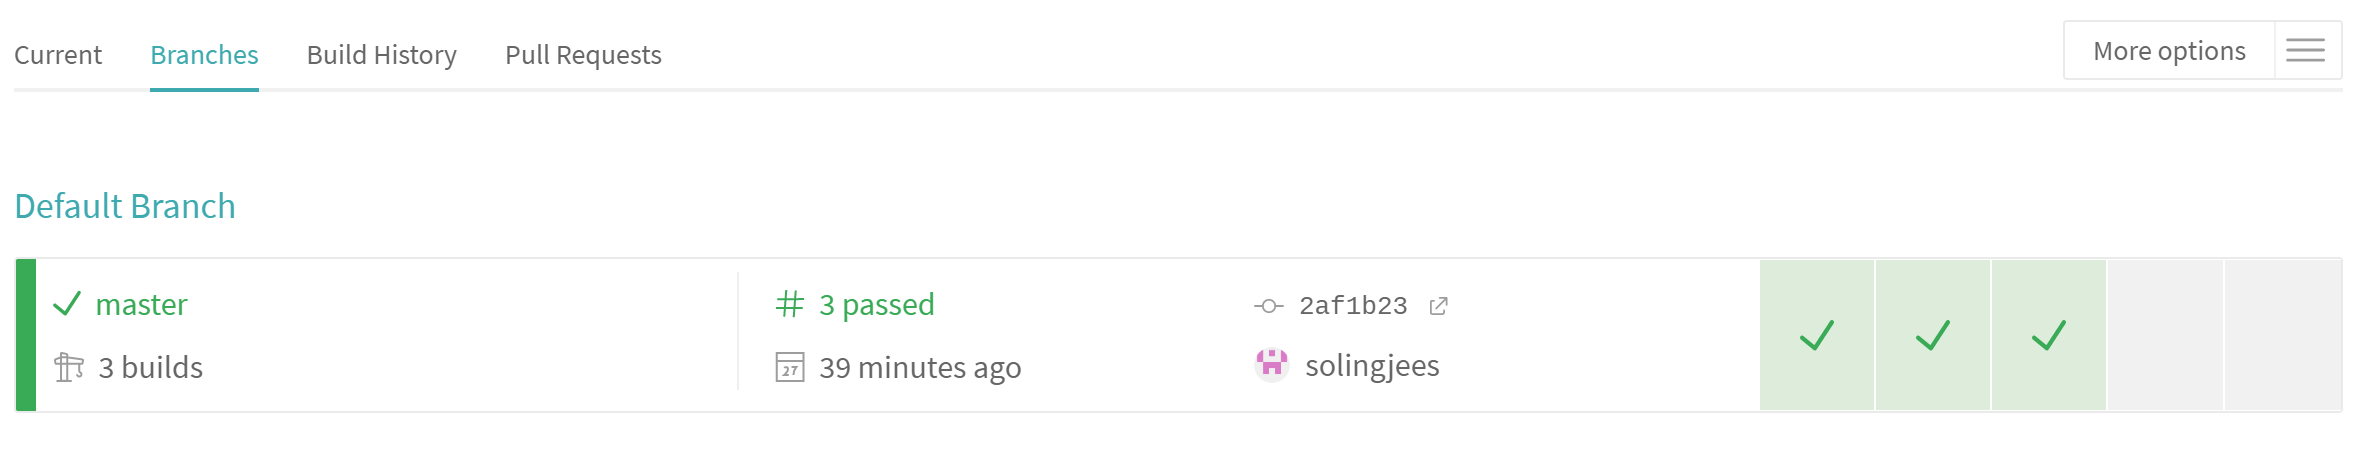 Current Branches Build History Pull Requests More options
Default Branch
master # 3 passed 2af1b23
3 builds 27 39 minutes ago solingjees